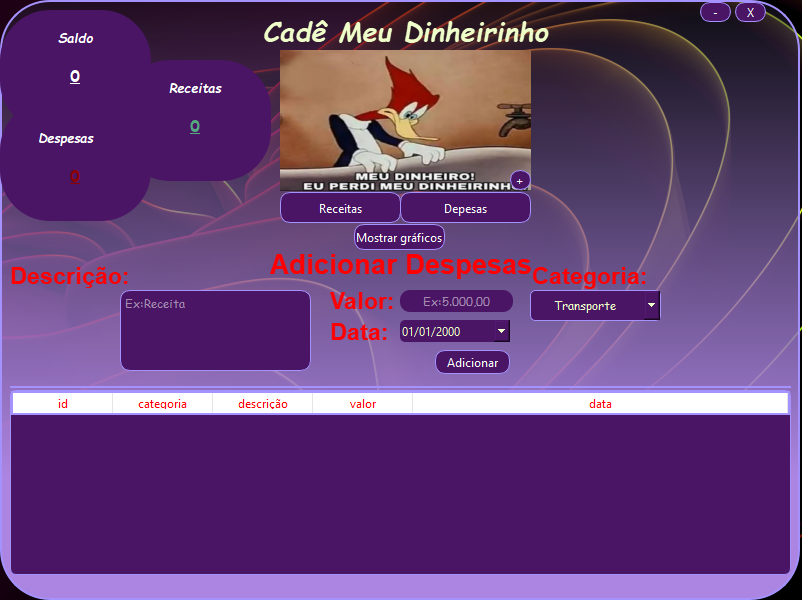 - X
Cadê Meu Dinheirinho
Saldo
0
Receitas
0
Despesas
0
MEU DINHEIRO!
EU PERDI MEU DINHEIRINH
+
Receitas Depesas
Mostrar gráficos
Adicionar Despesas
Descrição: Categoria:
Ex:Receita
Valor: Ex:5.000,00
Transporte
Data: 01/01/2000
Adicionar
id categoria descrição valor data